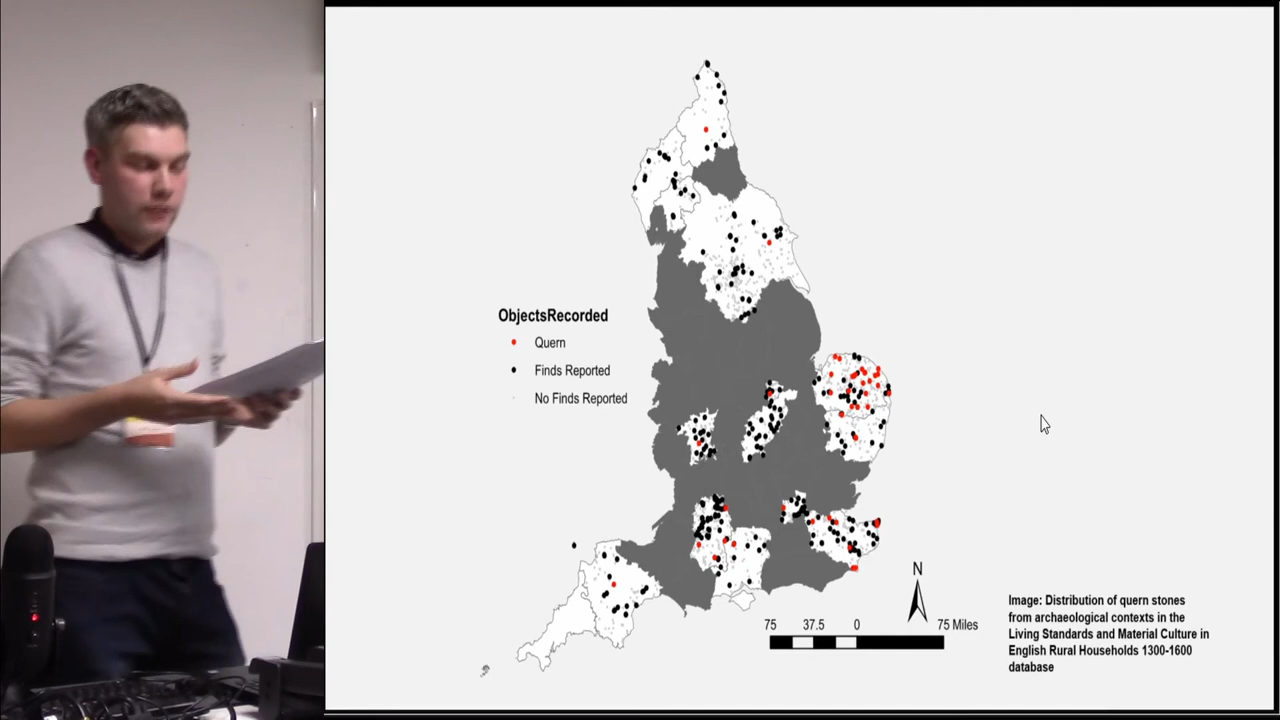 ObjectsRecorded
Quern
Finds Reported
No Finds Reported
N
75 37.5 0 75 Miles
Image: Distribution of quern stones
from archaeological contexts in the
Living Standards and Material Culture in
English Rural Households 1300-1600
database